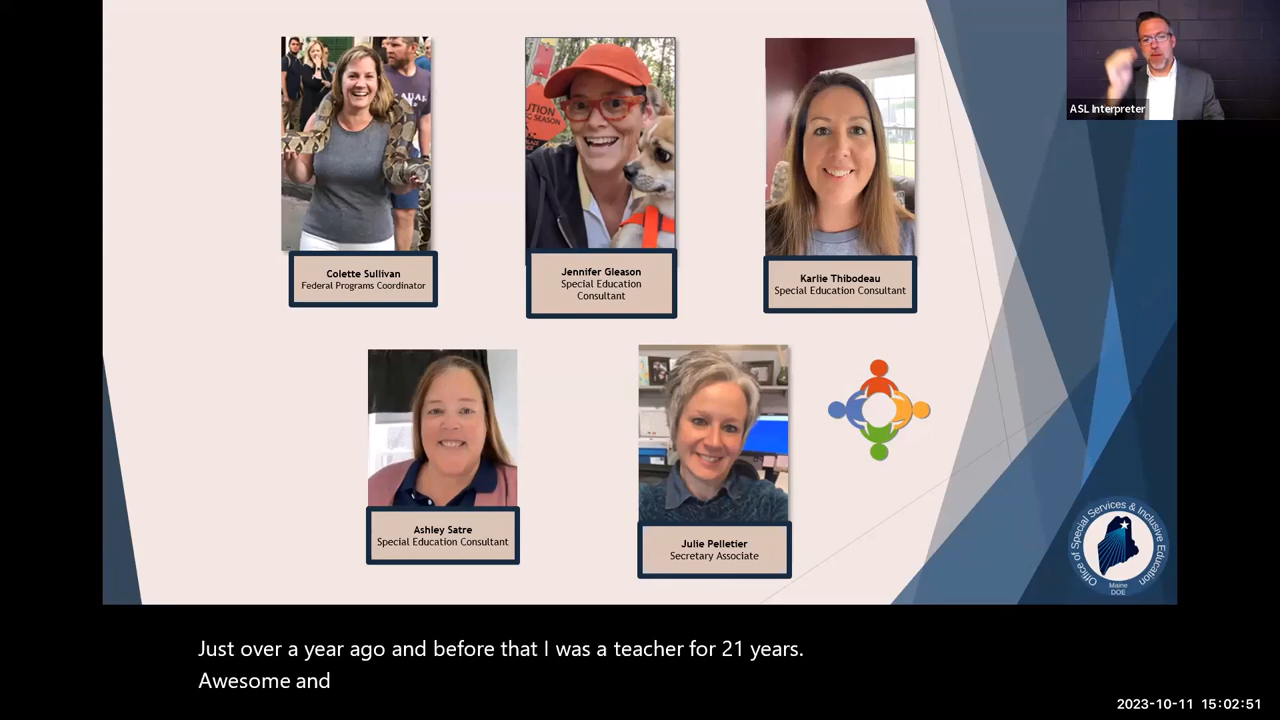 ASL Interpreter
UTION
C SEASON
Colette Sullivan
Federal Programs Coordinator
Jennifer Gleason
Special Education
Consultant
Karlie Thibodeau
Special Education Consultant
Ashley Satre
Special Education Consultant
Julie Pelletier
Secretary Associate
Office of Special Services & Inclusive Education
Maine
DOE
Just over a year ago and before that I was a teacher for 21 years.
Awesome and
2023-10-11 15:02:51